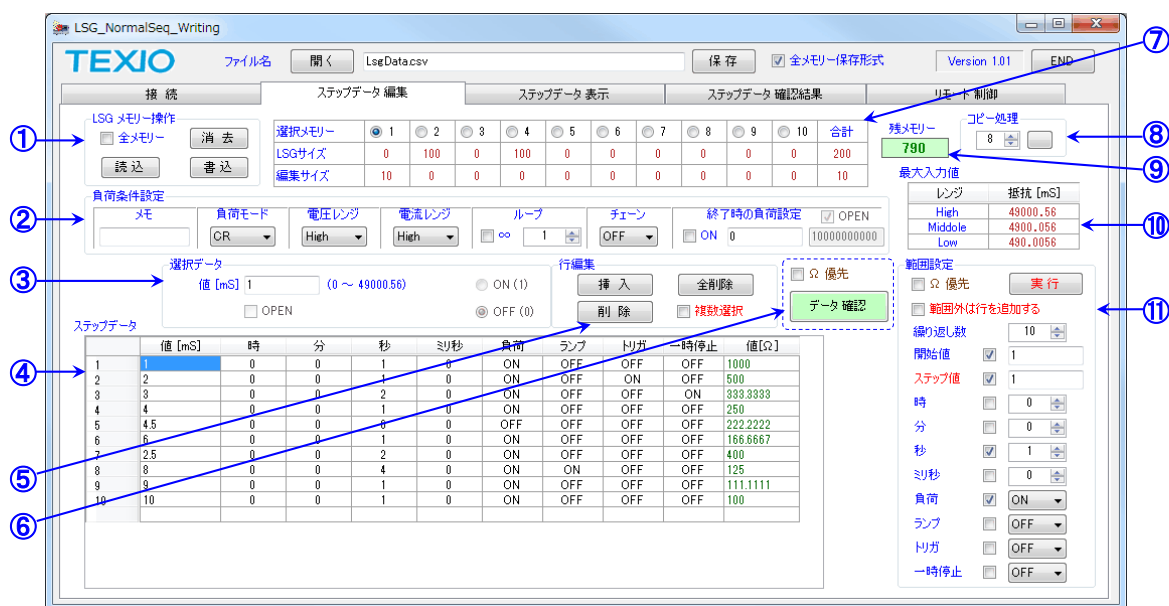 LSG_NormalSeq_Writing
TEXIO ファイル名 開く LsgData.csv 保存 全メモリー保存形式 Version 1.01 END
接続 ステップデータ 編集 ステップデータ 表示 ステップデータ 確認結果 リモート制御
⑦
LSG メモリー操作
① 全メモリー 消去
読込 書込
選択メモリー 1 2 3 4 5 6 7 8 9 10 合計
LSGサイズ 0 100 0 100 0 0 0 0 0 0 200
編集サイズ 10 0 0 0 0 0 0 0 0 0 10
残メモリー
790
コピー処理
8
⑧
⑨
最大入力値
レンジ 抵抗 [mS]
High 49000.56
Middole 4900.056
Low 490.0056
⑩
負荷条件設定
② メモ 負荷モード 電圧レンジ 電流レンジ ループ チェーン 終了時の負荷設定 OPEN
CR High High ∞ 1 OFF ON 0 10000000000
選択データ
③ 値 [mS] 1 (0 ～ 49000.56) ON (1)
OPEN OFF (0)
行編集
挿入 全削除
削除 複数選択
Ω 優先
データ 確認
ステップデータ
④
値 [mS] 時 分 秒 ミリ秒 負荷 ランプ トリガ 一時停止 値[Ω]
1 1 0 0 1 0 ON OFF OFF OFF 1000
2 2 0 0 1 0 ON OFF ON OFF 500
3 3 0 0 2 0 ON OFF OFF ON 333.3333
4 4 0 0 1 0 ON OFF OFF OFF 250
5 4.5 0 0 6 0 OFF OFF OFF OFF 222.2222
6 6 0 0 1 0 ON OFF OFF OFF 166.6667
7 2.5 0 0 2 0 ON OFF OFF OFF 400
8 8 0 0 4 0 ON ON OFF OFF 125
9 9 0 0 1 0 ON OFF OFF OFF 111.1111
10 10 0 0 1 0 ON OFF OFF OFF 100
⑤
⑥
範囲設定
Ω 優先 実行
⑪
範囲外は行を追加する
繰り返し数 10
開始値 1
ステップ値 1
時 0
分 0
秒 1
ミリ秒 0
負荷 ON
ランプ OFF
トリガ OFF
一時停止 OFF